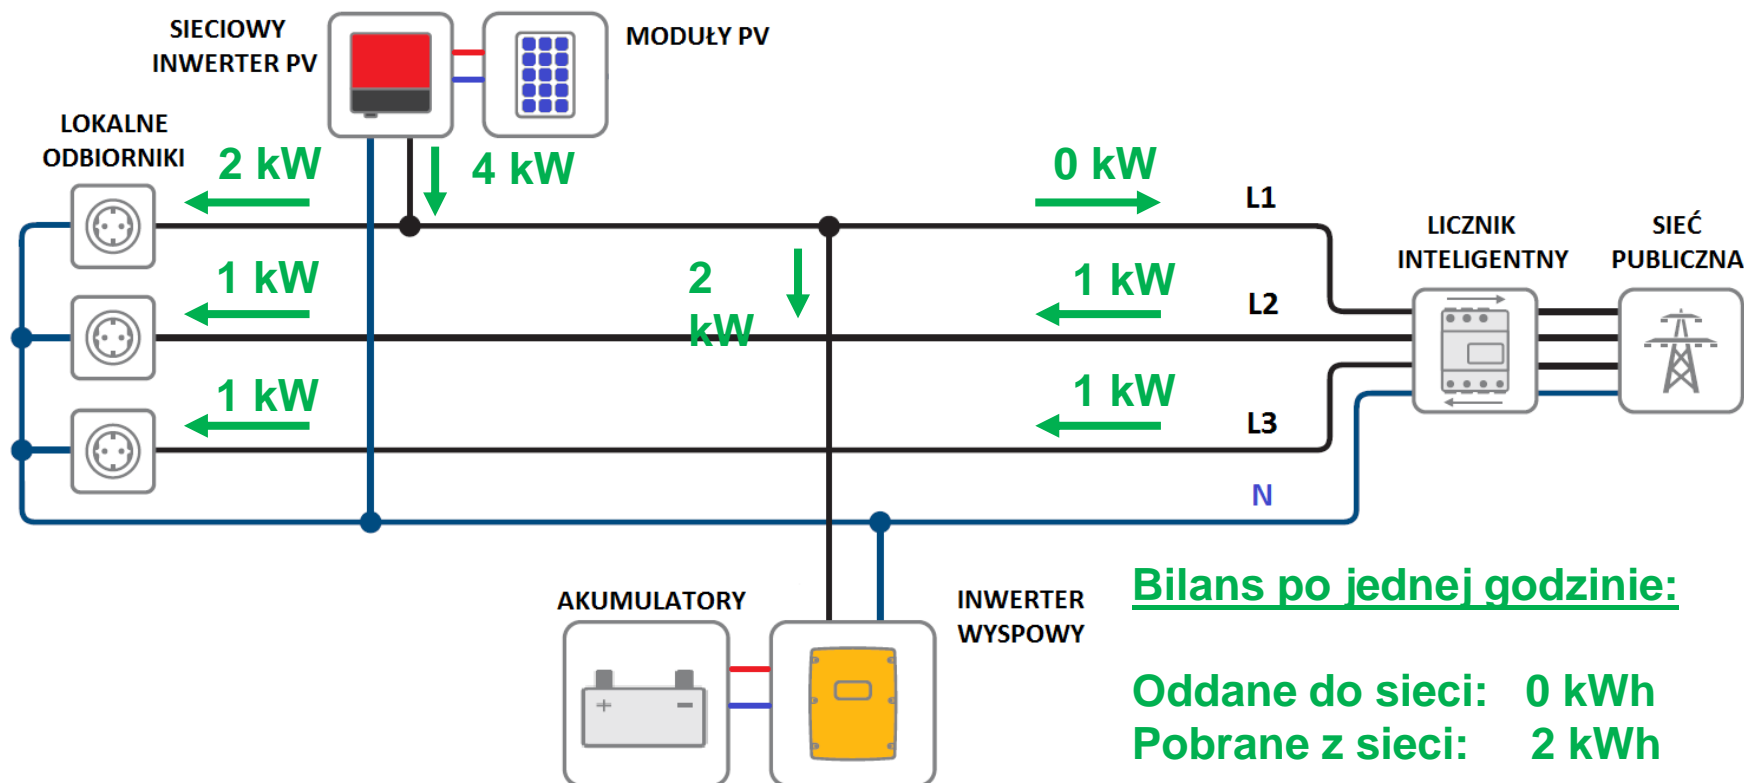 SIECIOWY
INWERTER PV
MODUŁY PV
LOKALNE
ODBIORNIKI
2 kW
4 kW
0 kW
L1
LICZNIK
INTELIGENTNY
SIEĆ
PUBLICZNA
1 kW
2
kW
1 kW
L2
1 kW
1 kW
L3
N
AKUMULATORY
INWERTER
WYSPOWY
+ −
Bilans po jednej godzinie:
Oddane do sieci: 0 kWh
Pobrane z sieci: 2 kWh